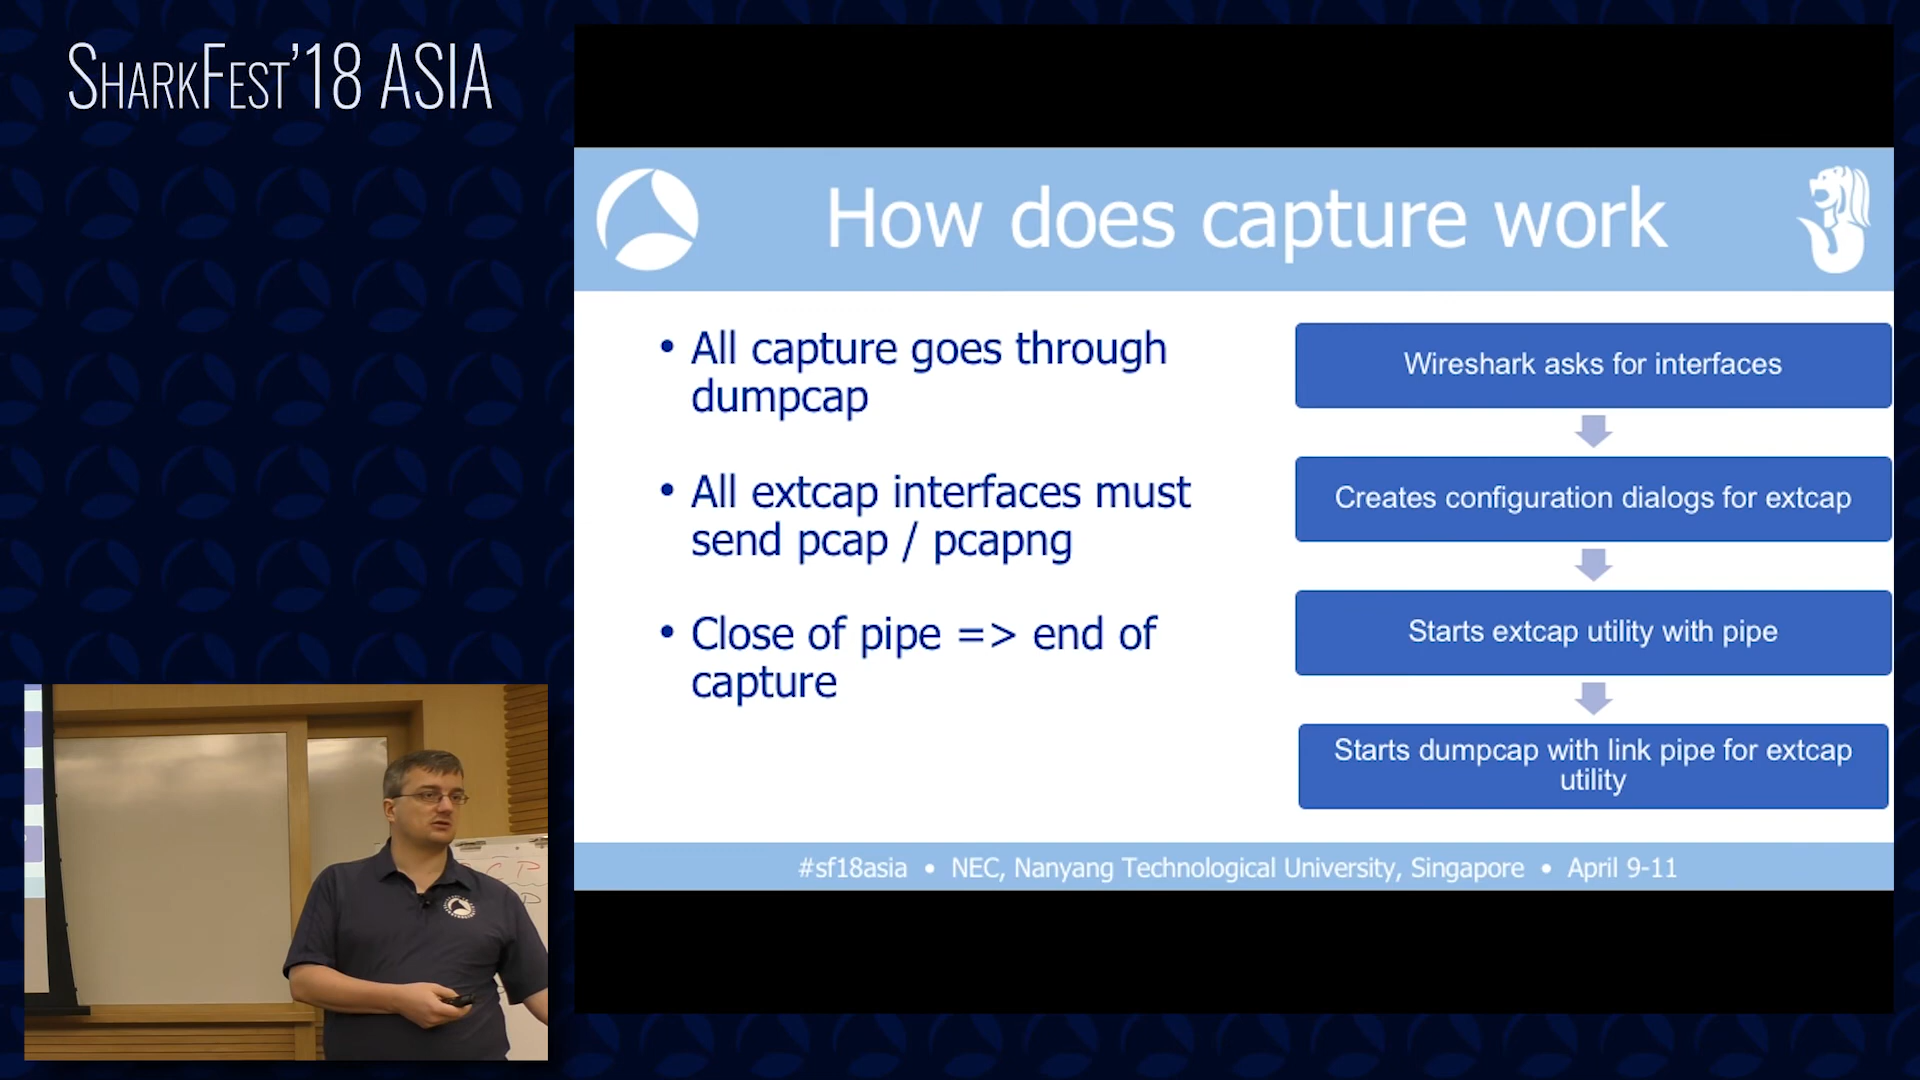 SHARKFEST'18 ASIA
How does capture work
• All capture goes through
dumpcap
• All extcap interfaces must
send pcap / pcapng
• Close of pipe => end of
capture
Wireshark asks for interfaces
Creates configuration dialogs for extcap
Starts extcap utility with pipe
Starts dumpcap with link pipe for extcap
utility
#sf18asia • NEC, Nanyang Technological University, Singapore • April 9-11